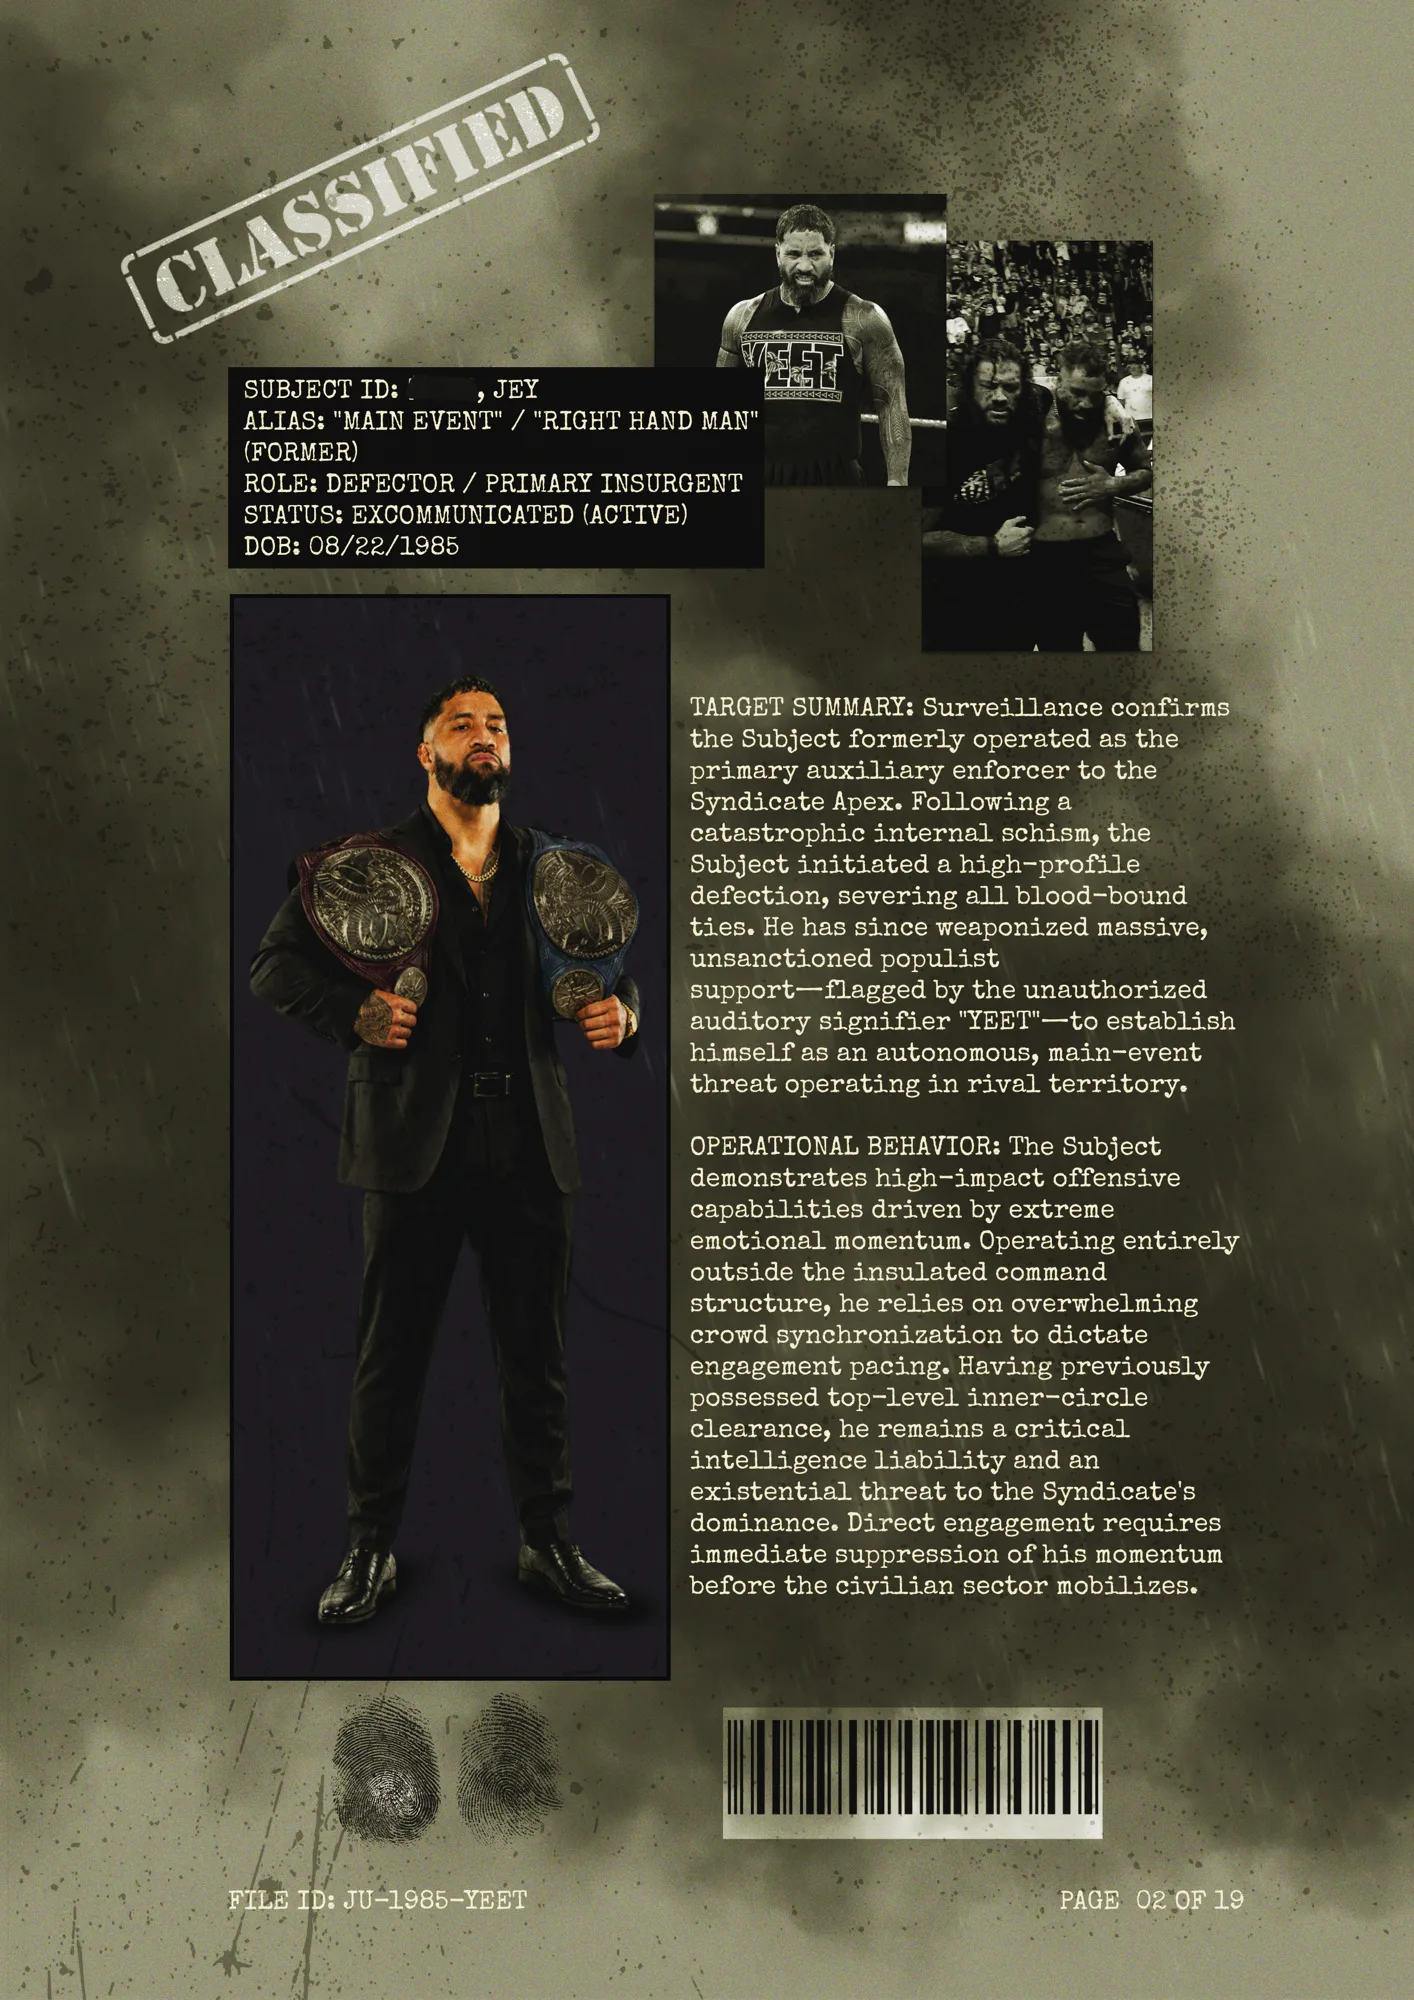 CLASSIFIED
YEET
SUBJECT ID: , JEY
ALIAS: "MAIN EVENT" / "RIGHT HAND MAN"
(FORMER)
ROLE: DEFECTOR / PRIMARY INSURGENT
STATUS: EXCOMMUNICATED (ACTIVE)
DOB: 08/22/1985
TARGET SUMMARY: Surveillance confirms
the Subject formerly operated as the
primary auxiliary enforcer to the
Syndicate Apex. Following a
catastrophic internal schism, the
Subject initiated a high-profile
defection, severing all blood-bound
ties. He has since weaponized massive,
unsanctioned populist
support—flagged by the unauthorized
auditory signifier "YEET"—to establish
himself as an autonomous, main-event
threat operating in rival territory.
OPERATIONAL BEHAVIOR: The Subject
demonstrates high-impact offensive
capabilities driven by extreme
emotional momentum. Operating entirely
outside the insulated command
structure, he relies on overwhelming
crowd synchronization to dictate
engagement pacing. Having previously
possessed top-level inner-circle
clearance, he remains a critical
intelligence liability and an
existential threat to the Syndicate's
dominance. Direct engagement requires
immediate suppression of his momentum
before the civilian sector mobilizes.
FILE ID: JU-1985-YEET
PAGE 02 OF 19